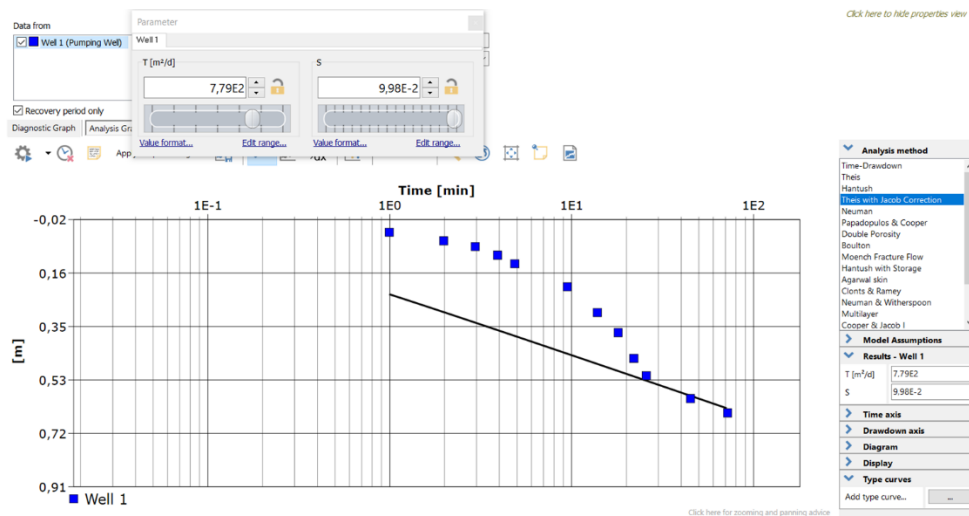 Click here to hide properties view
Data from
Parameter
Well 1 (Pumping Well)
Well 1
T [m²/d]
S
7,79E2
9,98E-2
Recovery period only
Value format...
Edit range...
Value format...
Edit range...
Diagnostic Graph
Time [min]
1E-1
1E0
1E1
1E2
-0,02
0,16
0,35
0,53
0,72
0,91
[m]
Well 1
Click here for zooming and panning advice
Analysis method
Time-Drawdown
Theis
Hantush
Theis with Jacob Correction
Neuman
Papadopulos & Cooper
Double Porosity
Boulton
Moench Fracture Flow
Hantush with Storage
Agarwal skin
Clonts & Ramey
Neuman & Witherspoon
Multilayer
Cooper & Jacob I
Model Assumptions
Results - Well 1
T [m²/d] 7,79E2
S 9,98E-2
Time axis
Drawdown axis
Diagram
Display
Type curves
Add type curve... ...